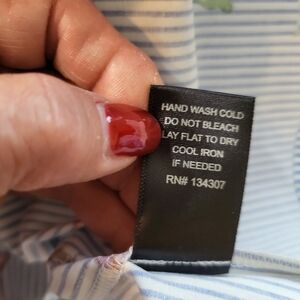 HAND WASH COLD
DO NOT BLEACH
LAY FLAT TO DRY
COOL IRON
IF NEEDED
RN# 134307